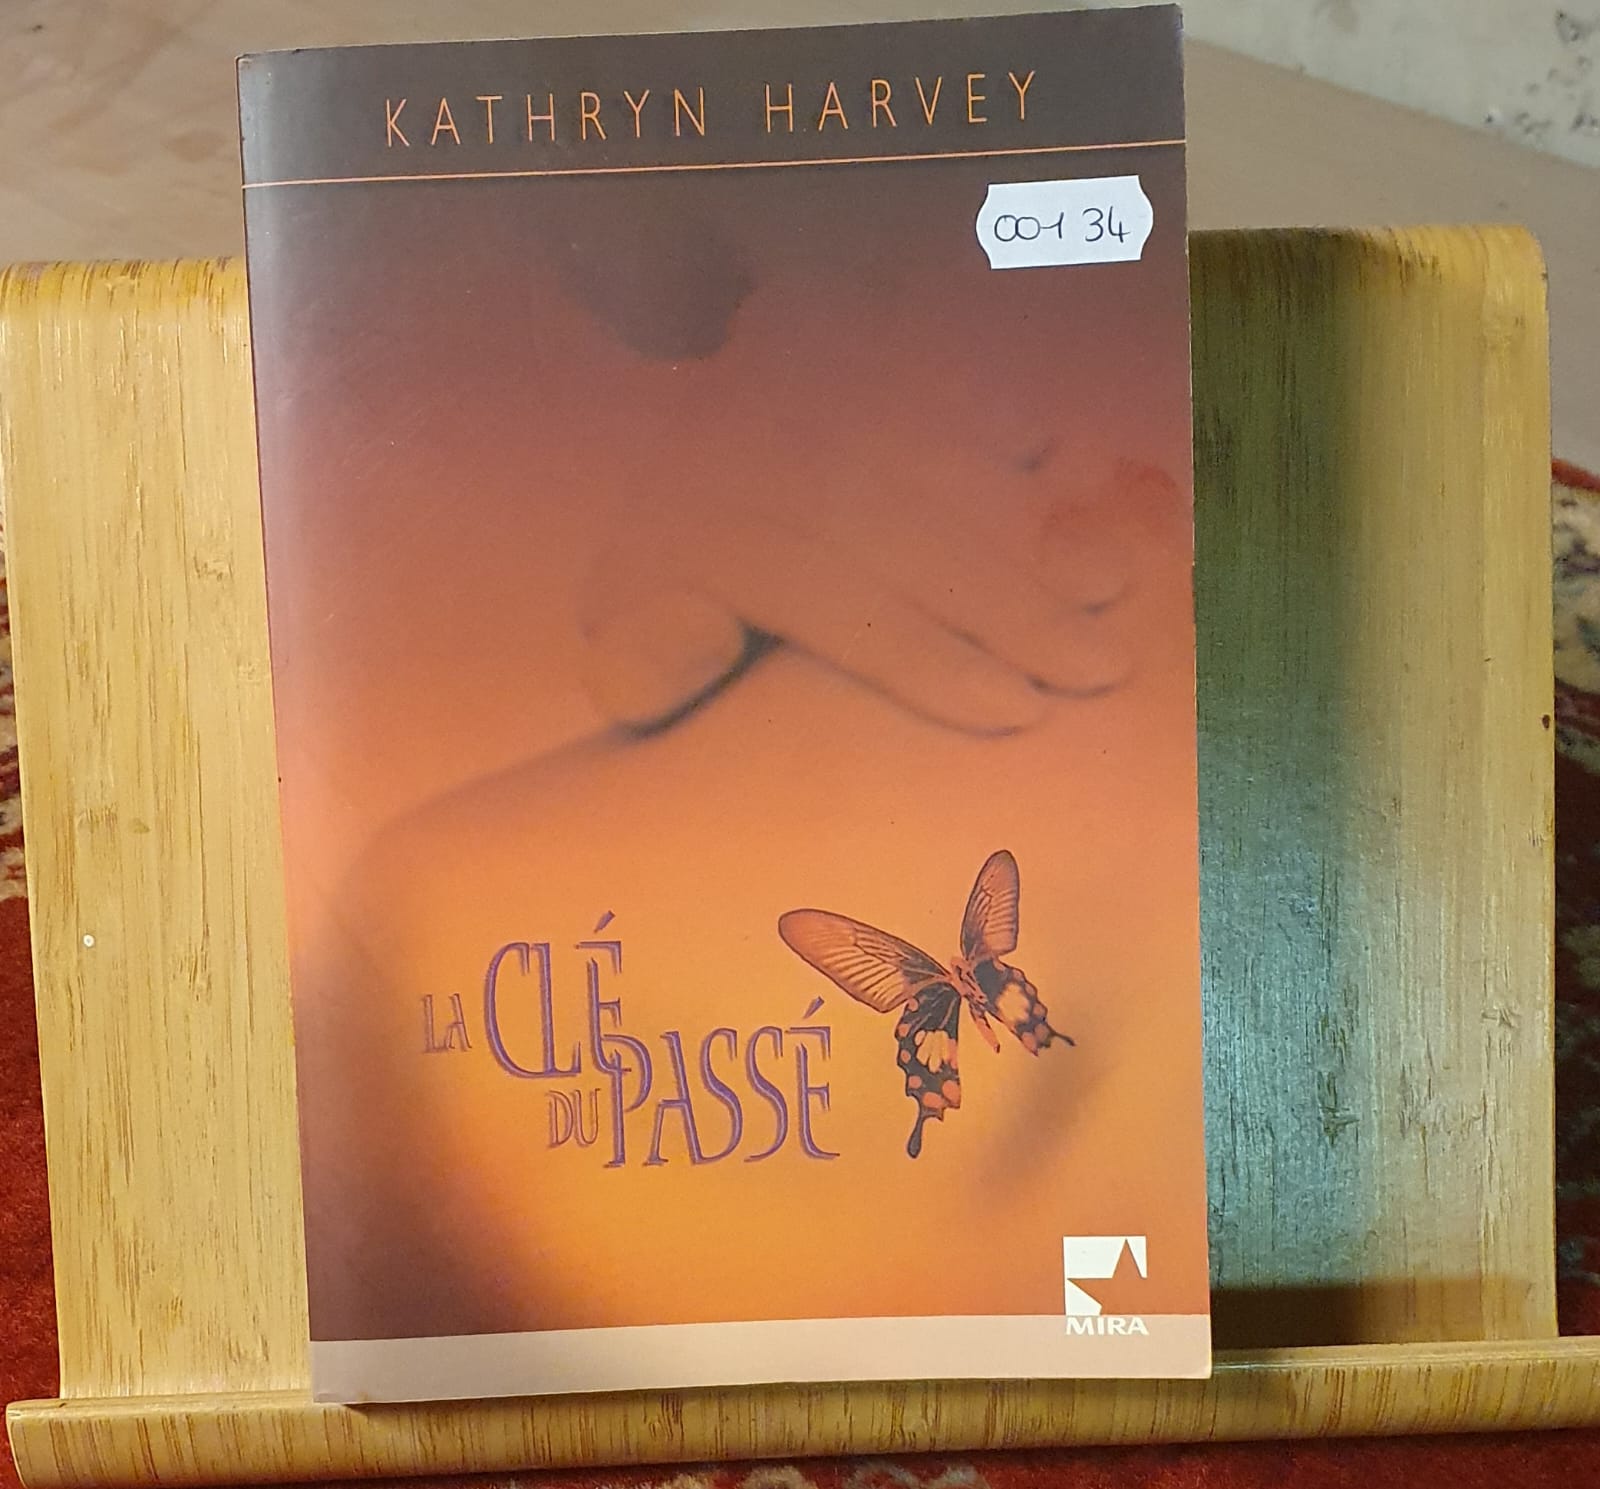 KATHRYN HARVEY
00134
LA CLÉ
DU PASSÉ
MIRA